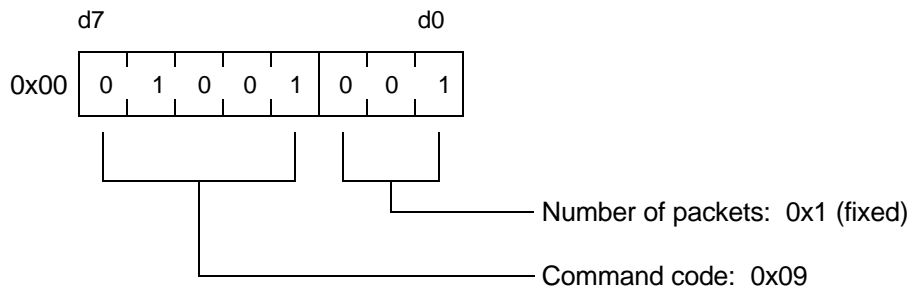 d7 d0
0x00 0 1 0 0 1 0 0 1
Number of packets: 0x1 (fixed)
Command code: 0x09